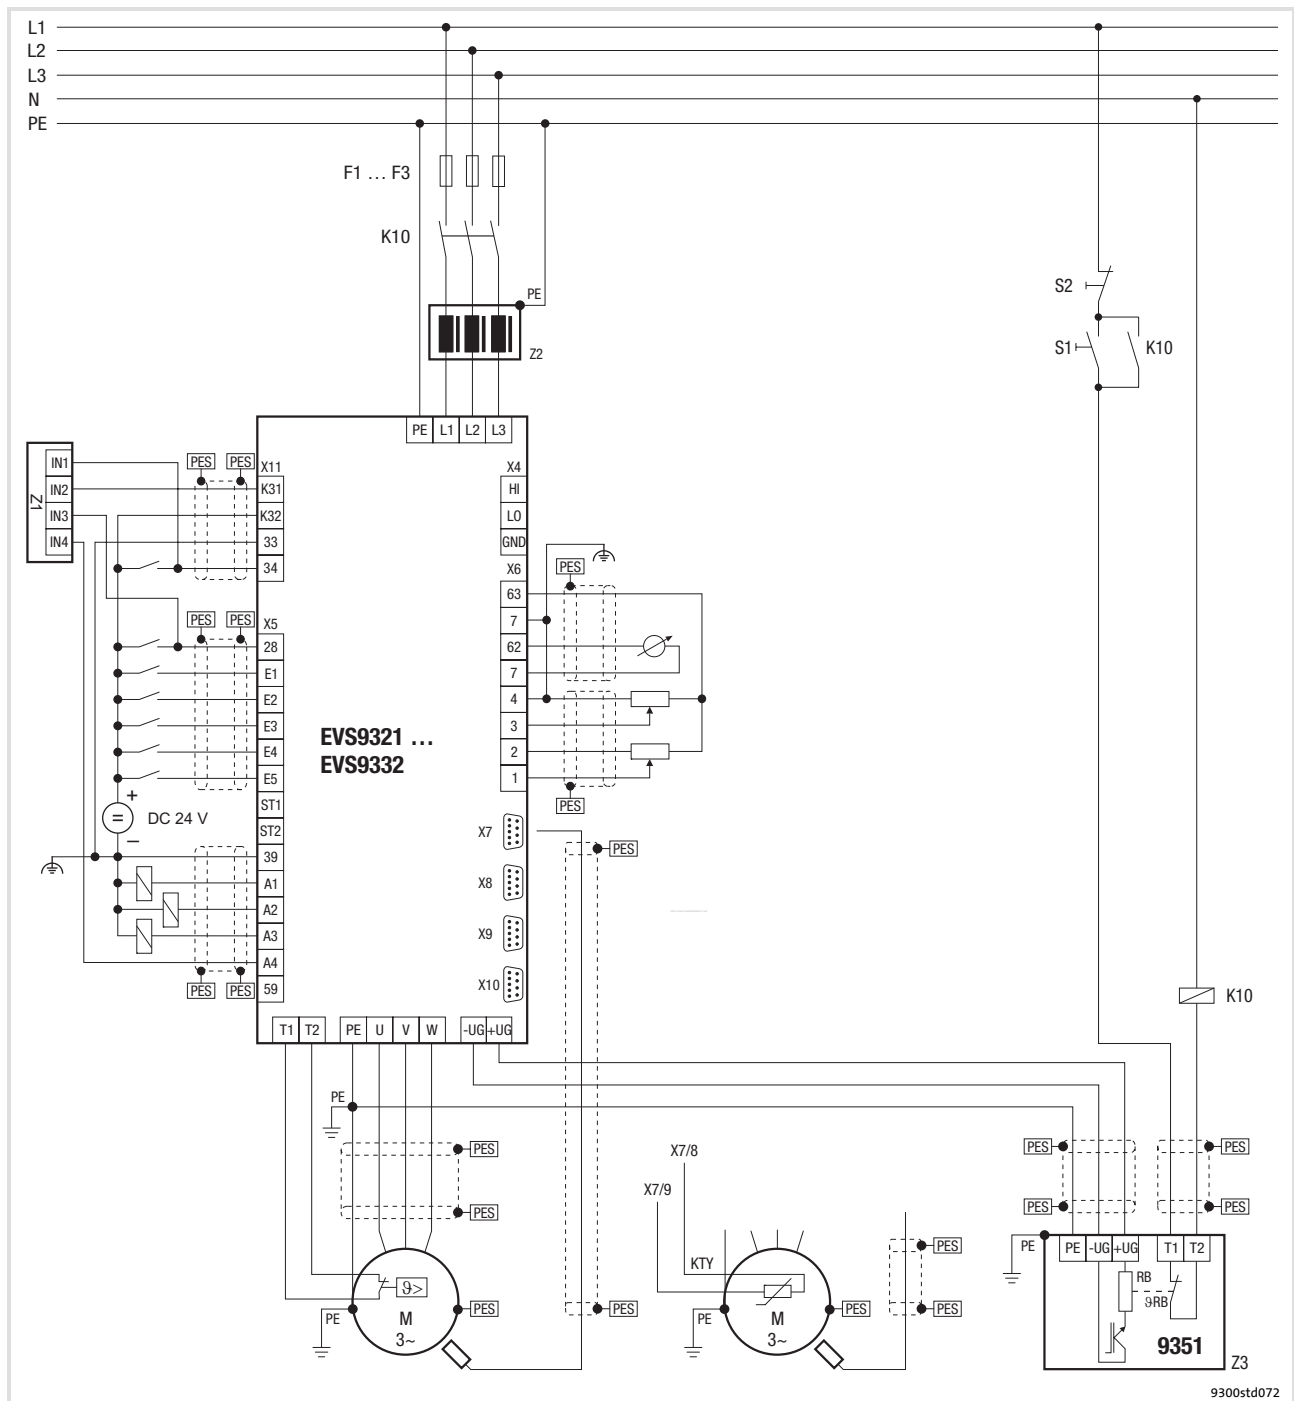 L1
L2
L3
N
PE
F1 … F3
K10
PE
Z2
S2
S1
K10
PE L1 L2 L3
Z1
IN1
IN2
IN3
IN4
PES PES
X11
K31
K32
33
34
PES PES
X5
28
E1
E2
E3
E4
E5
ST1
ST2
39
A1
A2
A3
A4
59
+
=
DC 24 V
–
PES PES
EVS9321 …
EVS9332
X4
HI
LO
GND
X6
63
7
62
7
4
3
2
1
PES
PES
X7
X8
X9
X10
PES
K10
T1 T2 PE U V W -UG +UG
PE
PES
PES
X7/8
X7/9
KTY
ϑ>
M
3~
PE
PES
PES
M
3~
PE
PES
PES
PES
PES
PES
PES
PES
PE
PE -UG +UG T1 T2
RB
ϑRB
9351
Z3
9300std072